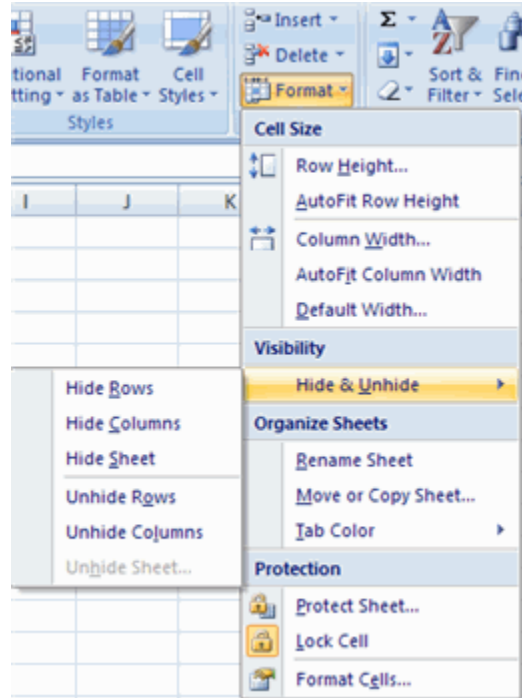 Insert
Delete
Format
Σ
A
Z
tional
tting
Format
as Table
Cell
Styles
Sort &
Filter
Fin
Sele
Styles
I J K
Cell Size
Row Height...
AutoFit Row Height
Column Width...
AutoFit Column Width
Default Width...
Visibility
Hide & Unhide
Hide Rows
Hide Columns
Hide Sheet
Unhide Rows
Unhide Columns
Unhide Sheet...
Organize Sheets
Rename Sheet
Move or Copy Sheet...
Tab Color
Protection
Protect Sheet...
Lock Cell
Format Cells...